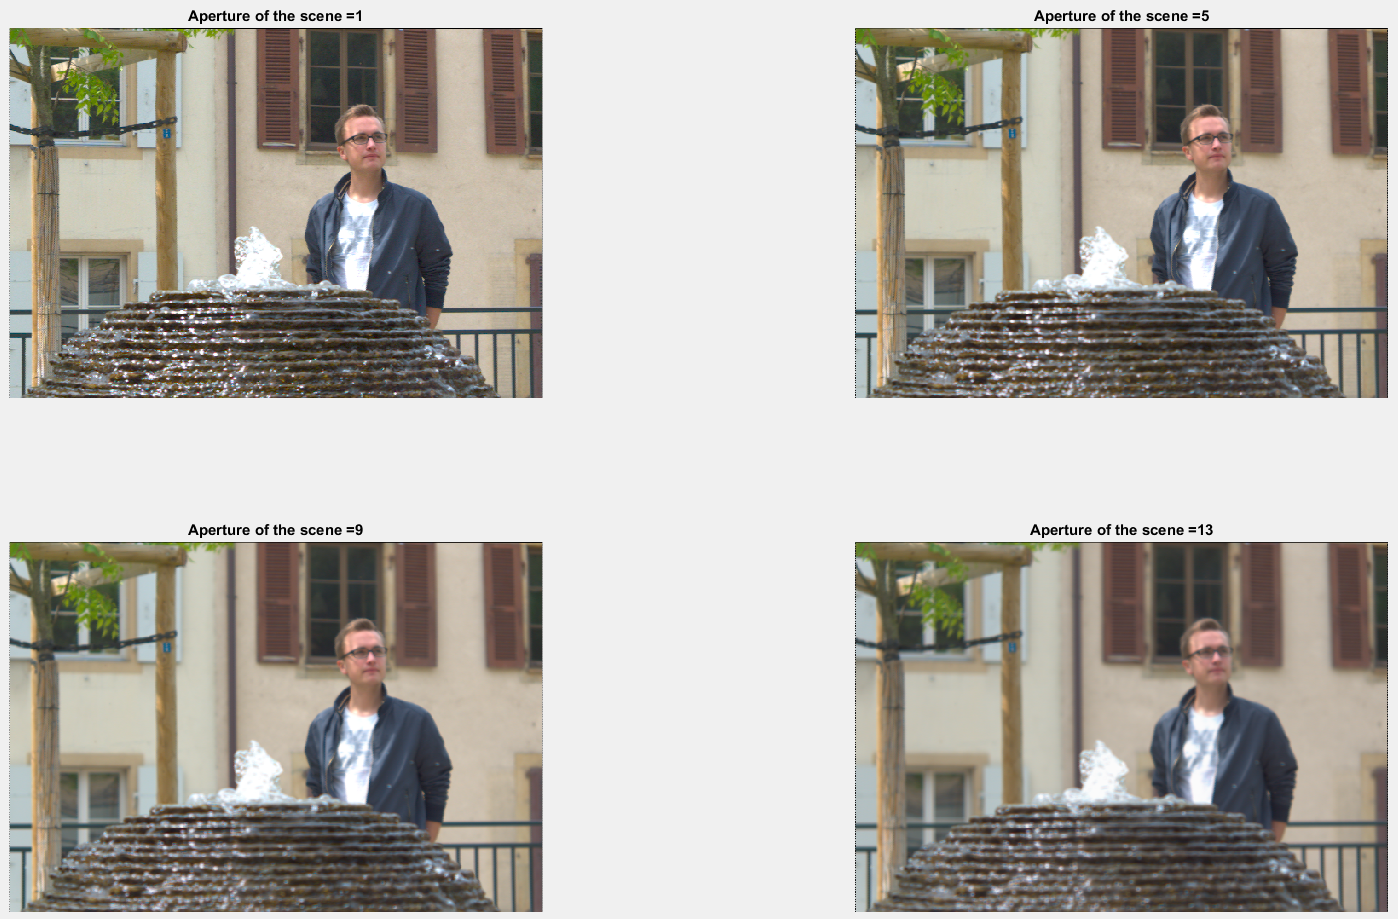 Aperture of the scene =1
Aperture of the scene =5
Aperture of the scene =9
Aperture of the scene =13